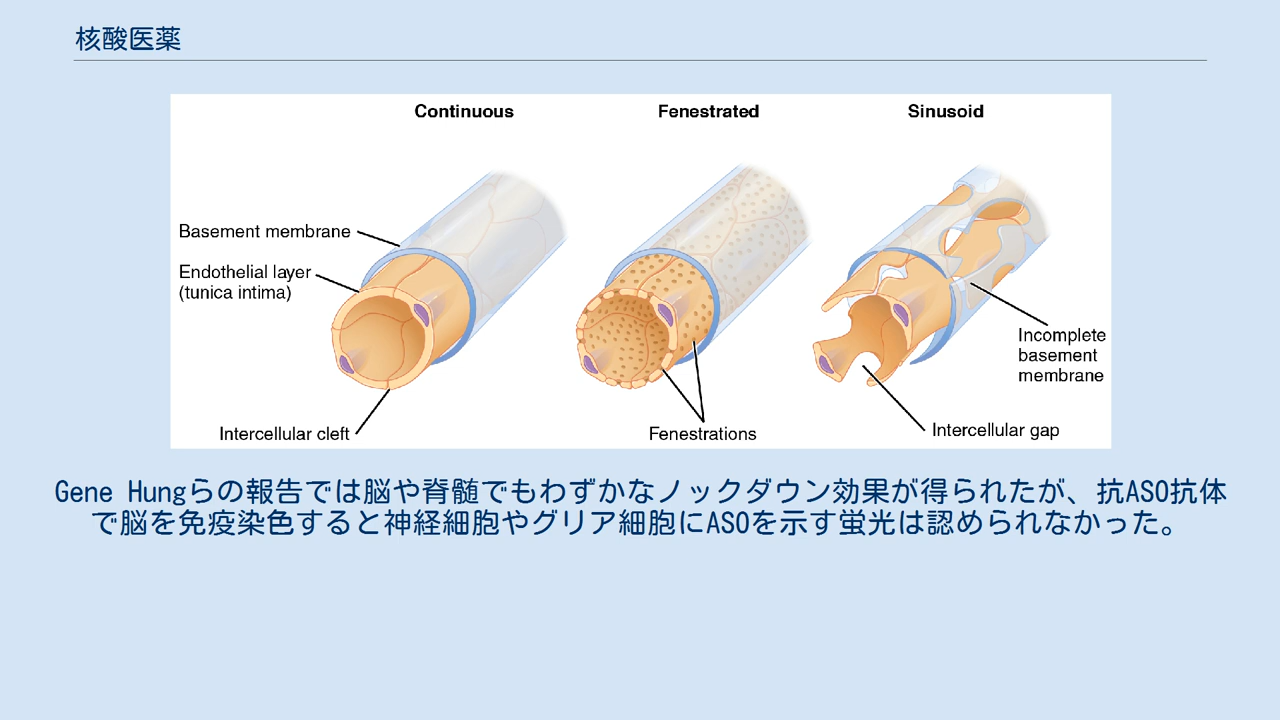 核酸医薬
Continuous
Fenestrated
Sinusoid
Basement membrane
Endothelial layer
(tunica intima)
Incomplete
basement
membrane
Intercellular cleft
Fenestrations
Intercellular gap
Gene Hungらの報告では脳や脊髄でもわずかなノックダウン効果が得られたが、抗ASO抗体
で脳を免疫染色すると神経細胞やグリア細胞にASOを示す蛍光は認められなかった。